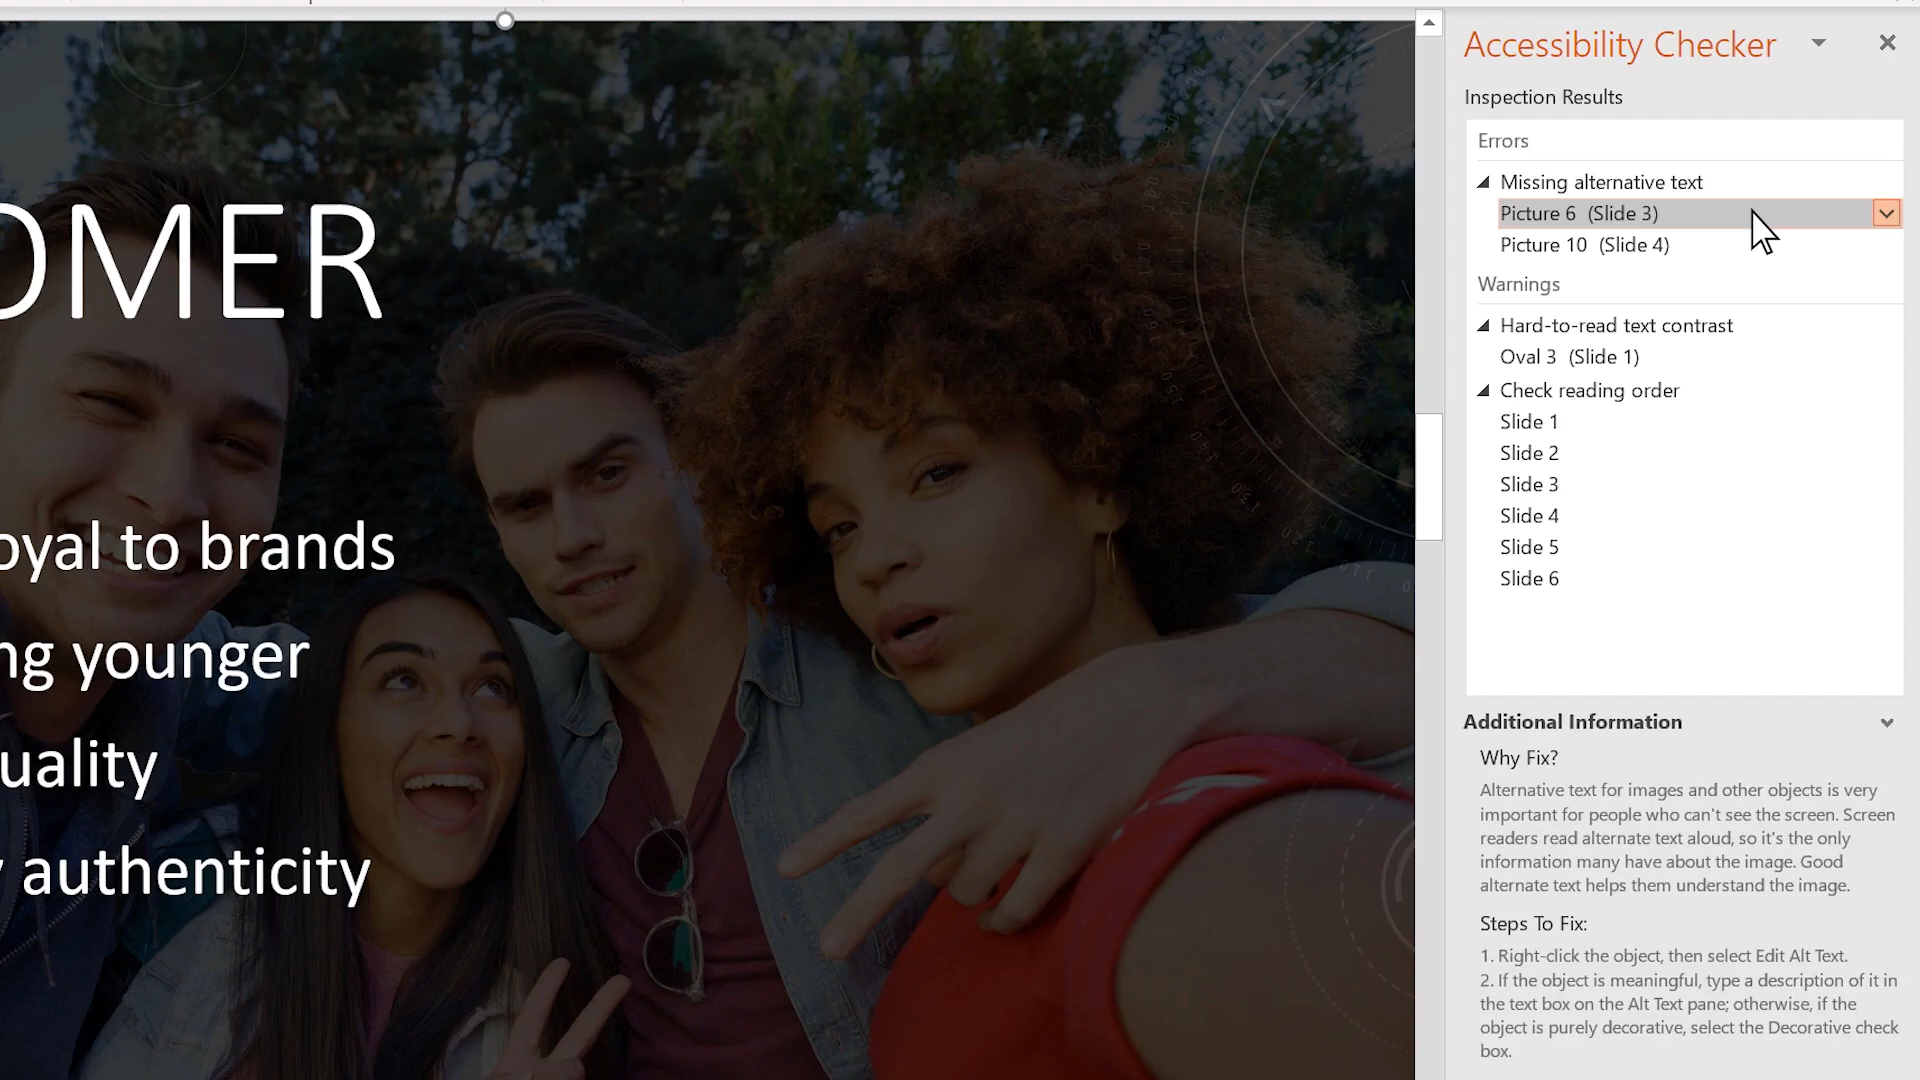 OMER
oyal to brands
ng younger
uality
y authenticity
Accessibility Checker
Inspection Results
Errors
Missing alternative text
Picture 6 (Slide 3)
Picture 10 (Slide 4)
Warnings
Hard-to-read text contrast
Oval 3 (Slide 1)
Check reading order
Slide 1
Slide 2
Slide 3
Slide 4
Slide 5
Slide 6
Additional Information
Why Fix?
Alternative text for images and other objects is very
important for people who can't see the screen. Screen
readers read alternate text aloud, so it's the only
information many have about the image. Good
alternate text helps them understand the image.
Steps To Fix:
1. Right-click the object, then select Edit Alt Text.
2. If the object is meaningful, type a description of it in
the text box on the Alt Text pane; otherwise, if the
object is purely decorative, select the Decorative check
box.